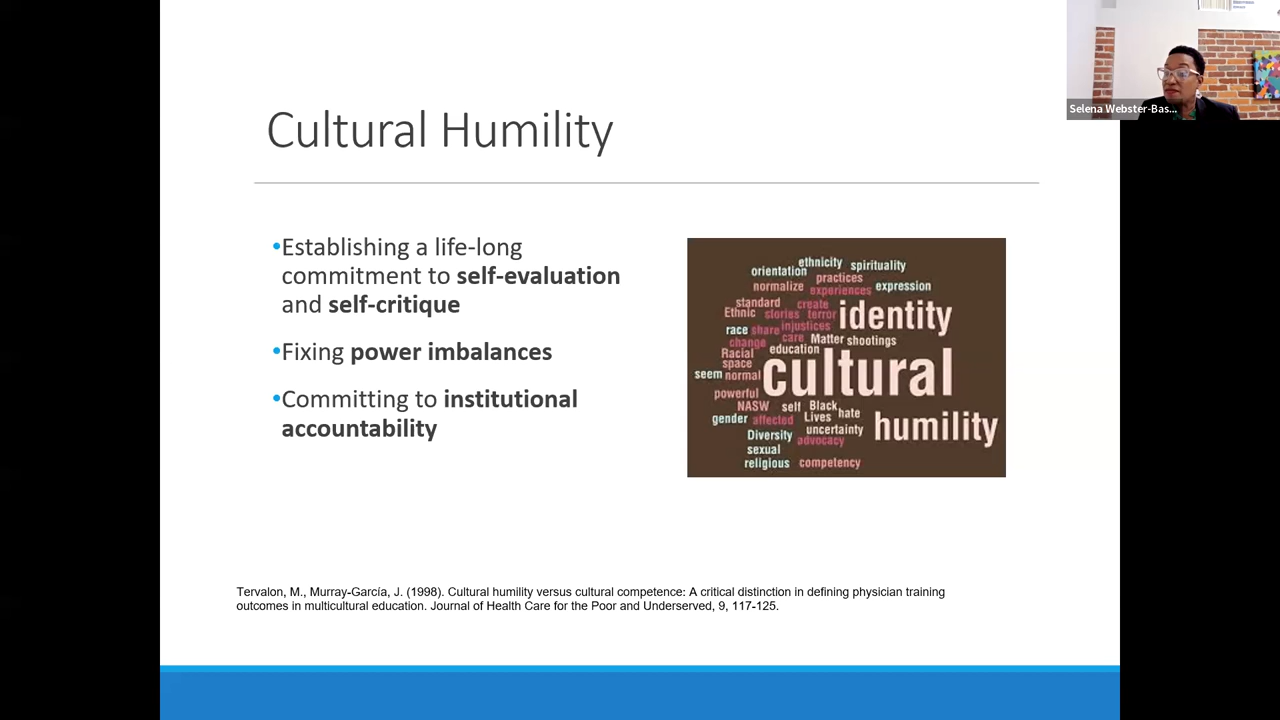 Cultural Humility
•Establishing a life-long
commitment to self-evaluation
and self-critique
•Fixing power imbalances
•Committing to institutional
accountability
ethnicity
orientation
spirituality
practices
normalize
experiences
expression
standard
create
Ethnic
stories
terror
identity
race
share
injustices
change
care
Matter
shootings
Racial
education
space
cultural
seem
normal
powerful
NASW
self
Black
gender
affected
Lives
hate
humility
uncertainty
Diversity
advocacy
sexual
religious
competency
Tervalon, M., Murray-García, J. (1998). Cultural humility versus cultural competence: A critical distinction in defining physician training
outcomes in multicultural education. Journal of Health Care for the Poor and Underserved, 9, 117-125.
Selena Webster-Bas...